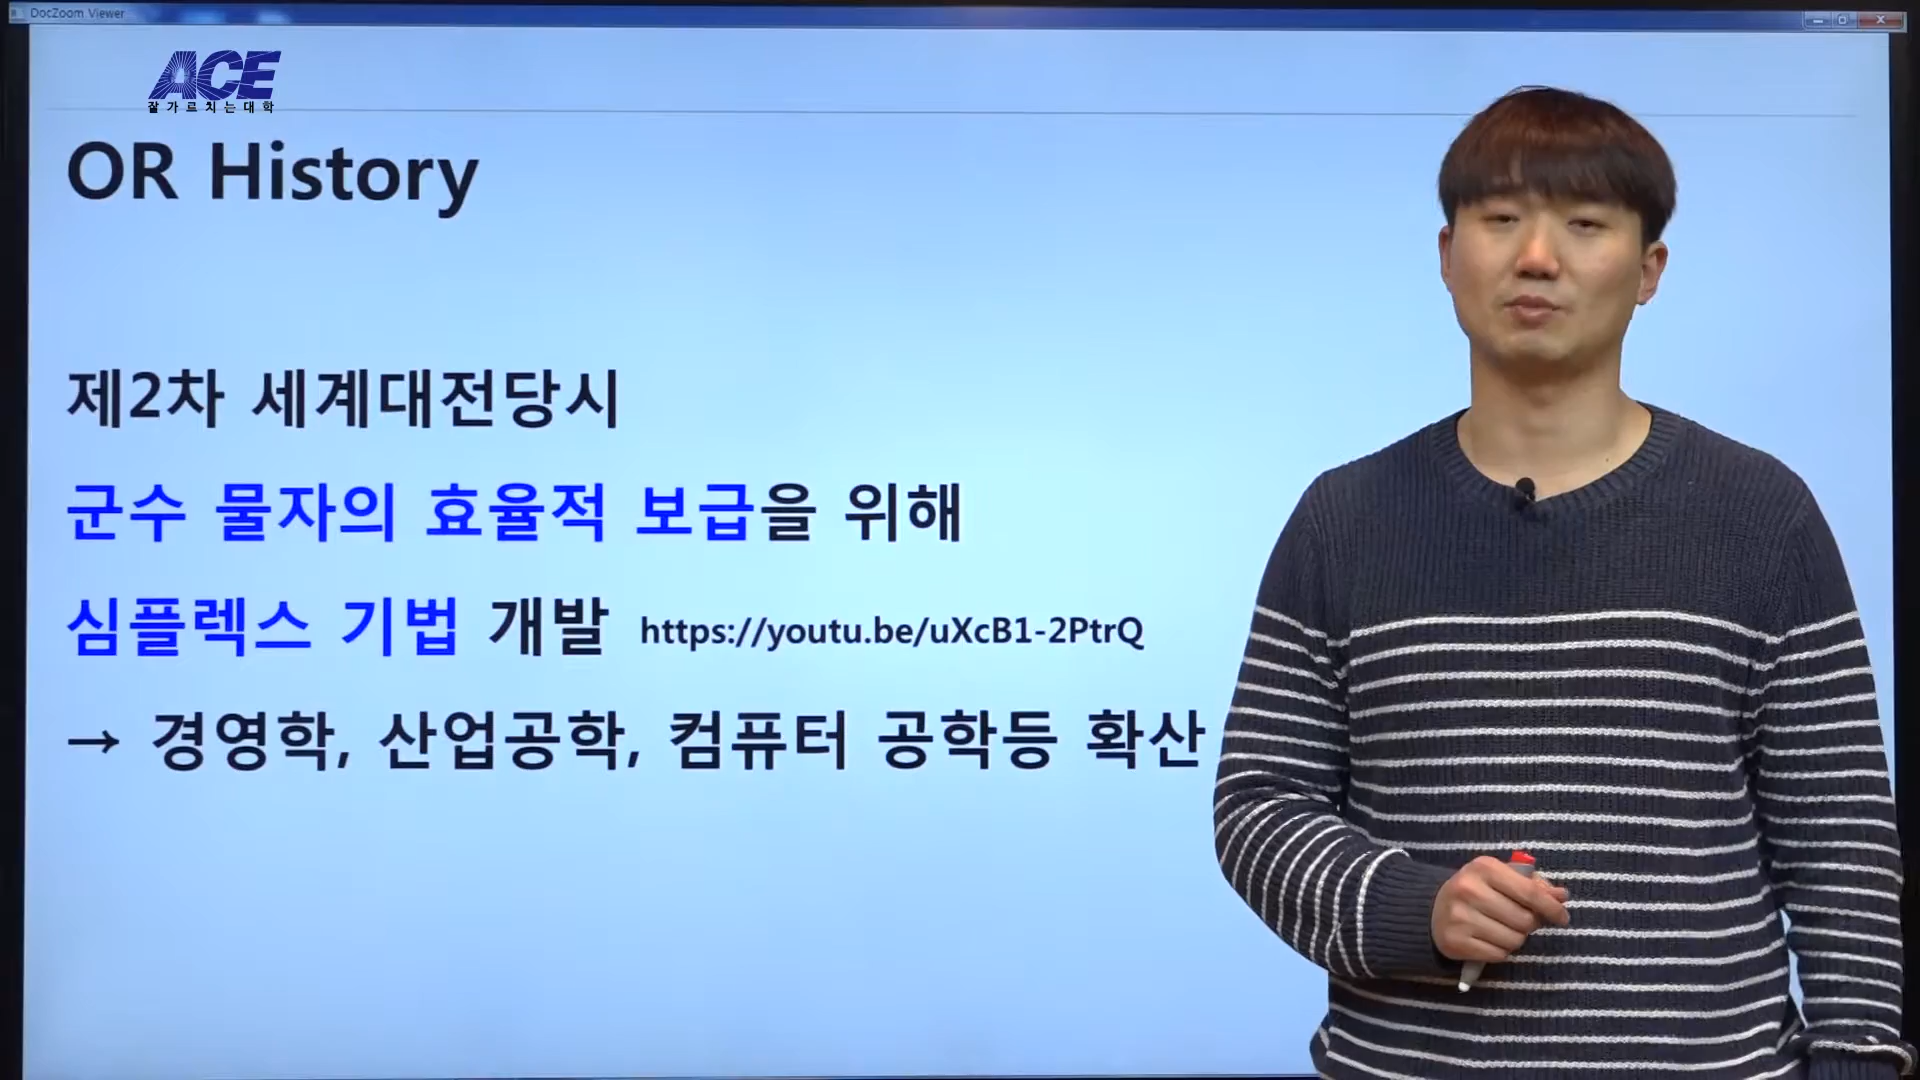 DocZoom Viewer
ACE
잘가르치는대학
OR History
제2차 세계대전당시
군수 물자의 효율적 보급을 위해
심플렉스 기법 개발 https://youtu.be/uXcB1-2PtrQ
→ 경영학, 산업공학, 컴퓨터 공학등 확산